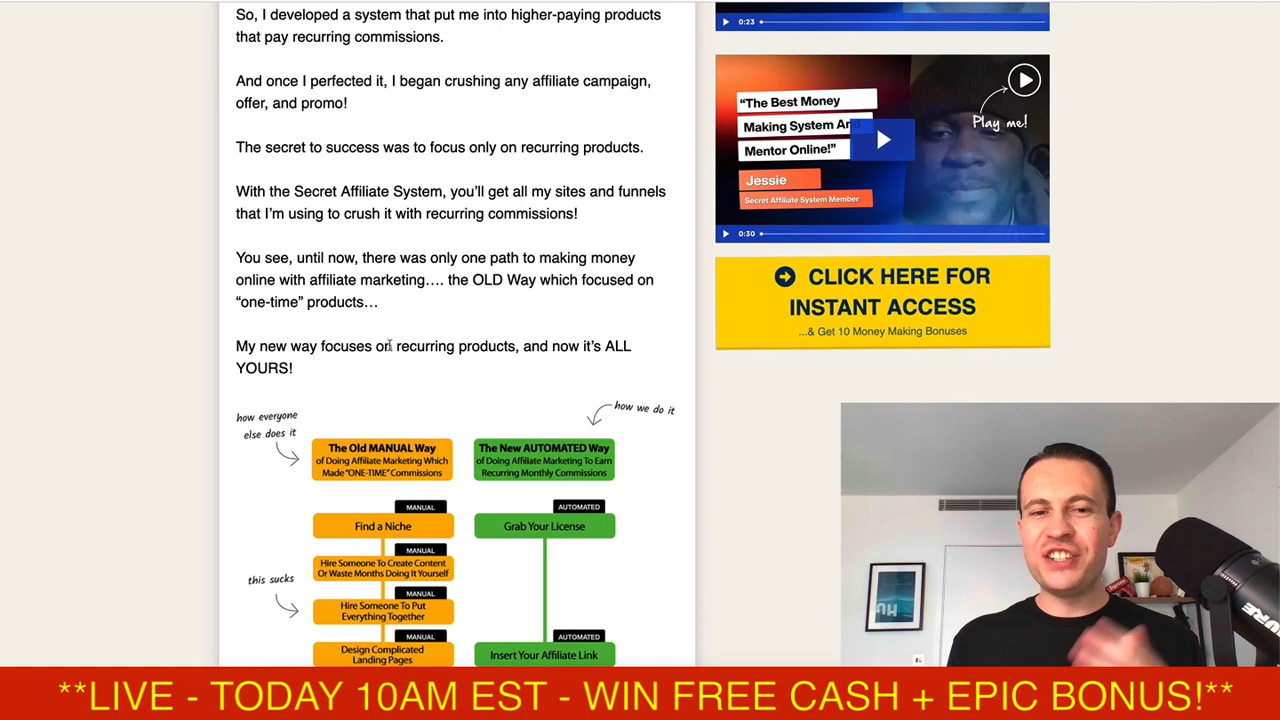 So, I developed a system that put me into higher-paying products
that pay recurring commissions.
And once I perfected it, I began crushing any affiliate campaign,
offer, and promo!
The secret to success was to focus only on recurring products.
With the Secret Affiliate System, you'll get all my sites and funnels
that I'm using to crush it with recurring commissions!
You see, until now, there was only one path to making money
online with affiliate marketing…. the OLD Way which focused on
“one-time” products…
My new way focuses on recurring products, and now it's ALL
YOURS!
how everyone
else does it
how we do it
The Old MANUAL Way
of Doing Affiliate Marketing Which
Made "ONE-TIME" Commissions
The New AUTOMATED Way
of Doing Affiliate Marketing To Earn
Recurring Monthly Commissions
MANUAL
Find a Niche
MANUAL
Hire Someone To Create Content
Or Waste Months Doing It Yourself
this sucks
MANUAL
Hire Someone To Put
Everything Together
MANUAL
Design Complicated
Landing Pages
AUTOMATED
Grab Your License
AUTOMATED
Insert Your Affiliate Link
0:23
"The Best Money
Making System And
Mentor Online!"
Play me!
Jessie
Secret Affiliate System Member
0:30
CLICK HERE FOR
INSTANT ACCESS
...& Get 10 Money Making Bonuses
**LIVE - TODAY 10AM EST - WIN FREE CASH + EPIC BONUS!**